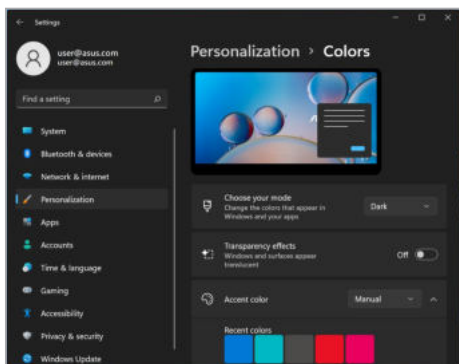 Settings
user@asus.com
user@asus.com
Find a setting
System
Bluetooth & devices
Network & internet
Personalization
Apps
Accounts
Time & language
Gaming
Accessibility
Privacy & security
Windows Update
Personalization > Colors
Choose your mode
Change the colors that appear in
Windows and your apps
Dark
Transparency effects
Windows and surfaces appear
translucent
Off
Accent color
Manual
Recent colors